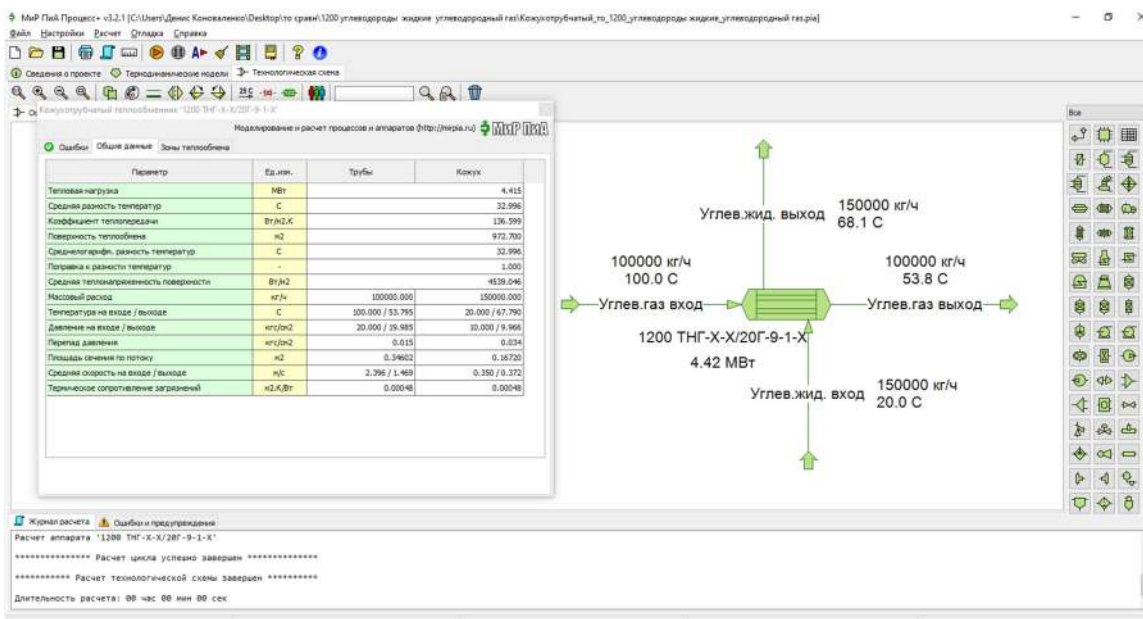 МиР ПиА Процесс+ v3.2.1 [C:\Users\Денис Коноваленко\Desktop\то срави\1200 углеводороды жидкие углеводородный газ\Кожухотрубчатый_то_1200_углеводороды жидкие_углеводородный газ.pia]
Файл Настройки Расчет Отладка Справка
Сведения о проекте Термодинамические модели Технологическая схема
Кожухотрубчатый теплообменник '1200 ТНГ-Х-Х/20Г-9-1-Х'
Все
Моделирование и расчет процессов и аппаратов (http://mirpia.ru) МиР ПиА
Ошибки Общие данные Зоны теплообмена
Параметр Ед.изм. Трубы Кожух
Тепловая нагрузка МВт 4.415
Средняя разность температур С 32.996
Коэффициент теплопередачи Вт/м2.К 136.599
Поверхность теплообмена м2 972.700
Среднелогарифм. разность температур С 32.996
Поправка к разности температур - 1.000
Средняя теплонапряженность поверхности Вт/м2 4539.046
Массовый расход кг/ч 100000.000 150000.000
Температура на входе / выходе С 100.000 / 53.795 20.000 / 67.790
Давление на входе / выходе кгс/см2 20.000 / 19.985 10.000 / 9.966
Перепад давления кгс/см2 0.015 0.034
Площадь сечения по потоку м2 0.34602 0.16720
Средняя скорость на входе / выходе м/с 2.396 / 1.469 0.350 / 0.372
Термическое сопротивление загрязнений м2.К/Вт 0.00048 0.00048
Углев.жид. выход
150000 кг/ч
68.1 C
100000 кг/ч
100.0 C
100000 кг/ч
53.8 C
Углев.газ вход
Углев.газ выход
1200 ТНГ-Х-Х/20Г-9-1-Х
4.42 МВт
Углев.жид. вход
150000 кг/ч
20.0 C
Журнал расчета Ошибки и предупреждения
Расчет аппарата '1200 ТНГ-Х-Х/20Г-9-1-Х'
*************** Расчет цикла успешно завершен **************
*********** Расчет технологической схемы завершен **********
Длительность расчета: 00 час 00 мин 00 сек